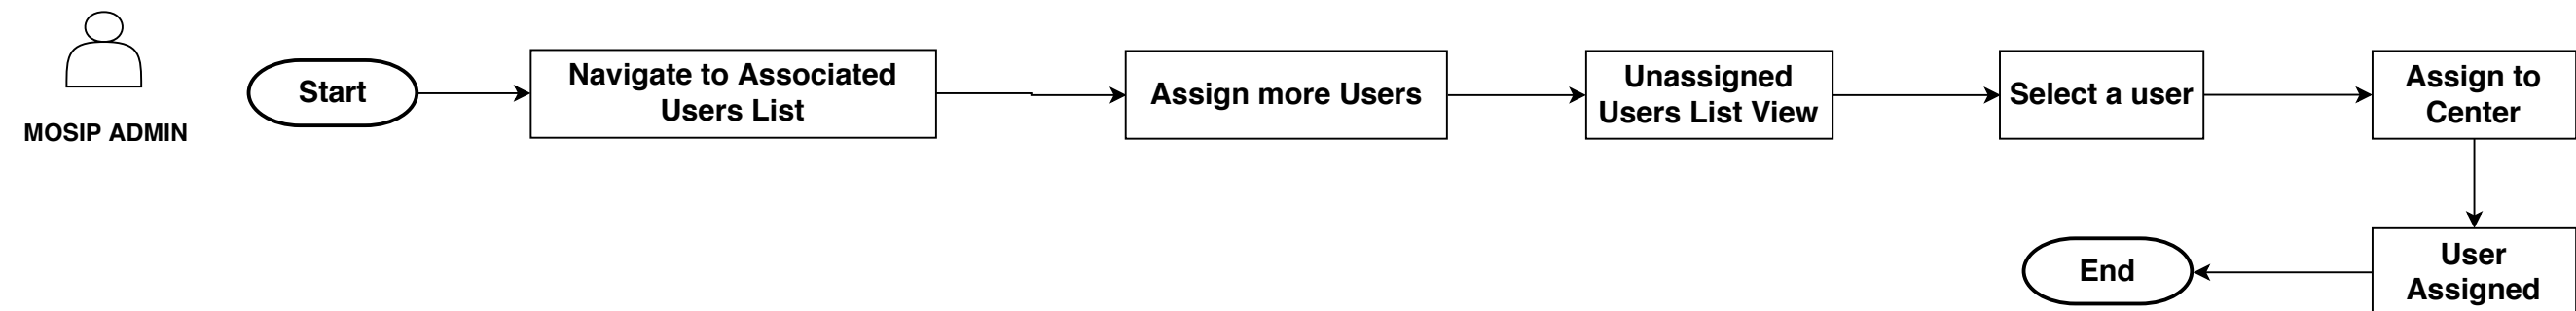 MOSIP ADMIN
Start
Navigate to Associated
Users List
Assign more Users
Unassigned
Users List View
Select a user
Assign to
Center
User
Assigned
End